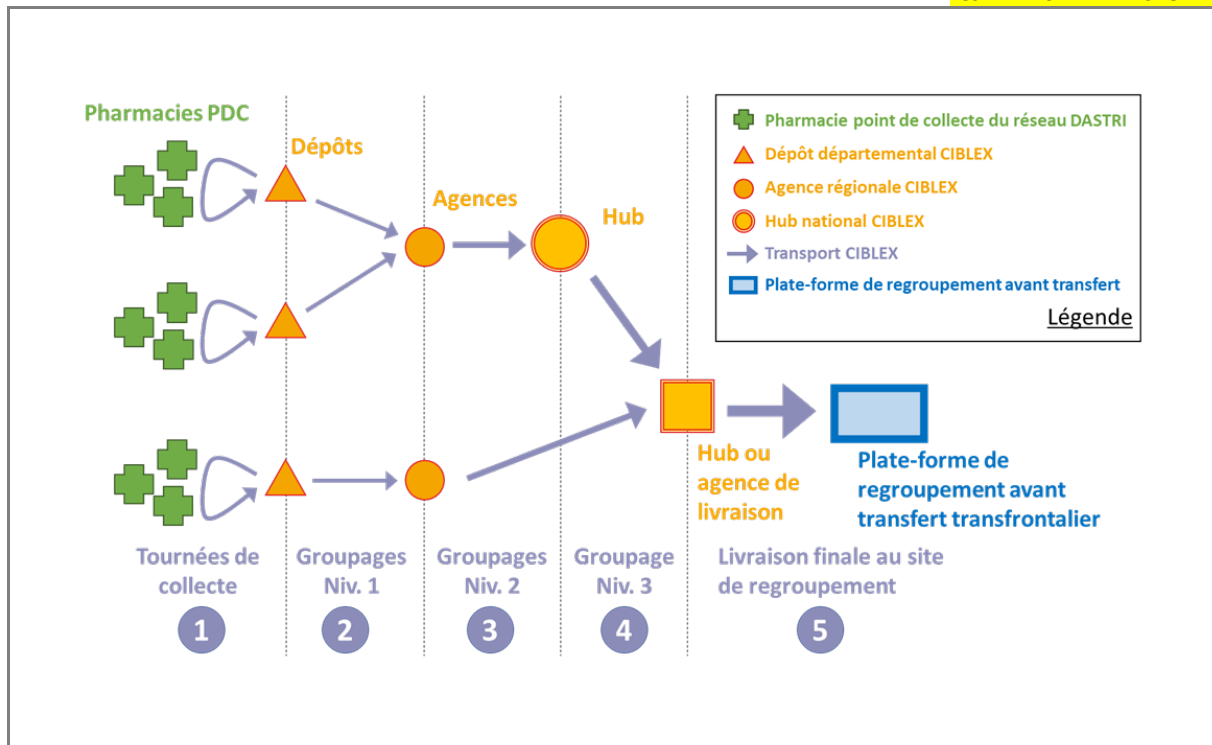 Pharmacies PDC
Dépôts
Agences
Hub
Pharmacie point de collecte du réseau DASTRI
Dépôt départemental CIBLEX
Agence régionale CIBLEX
Hub national CIBLEX
Transport CIBLEX
Plate-forme de regroupement avant transfert
Légende
Hub ou
agence de
livraison
Plate-forme de
regroupement avant
transfert transfrontalier
Tournées de
collecte
1
Groupages
Niv. 1
2
Groupages
Niv. 2
3
Groupage
Niv. 3
4
Livraison finale au site
de regroupement
5